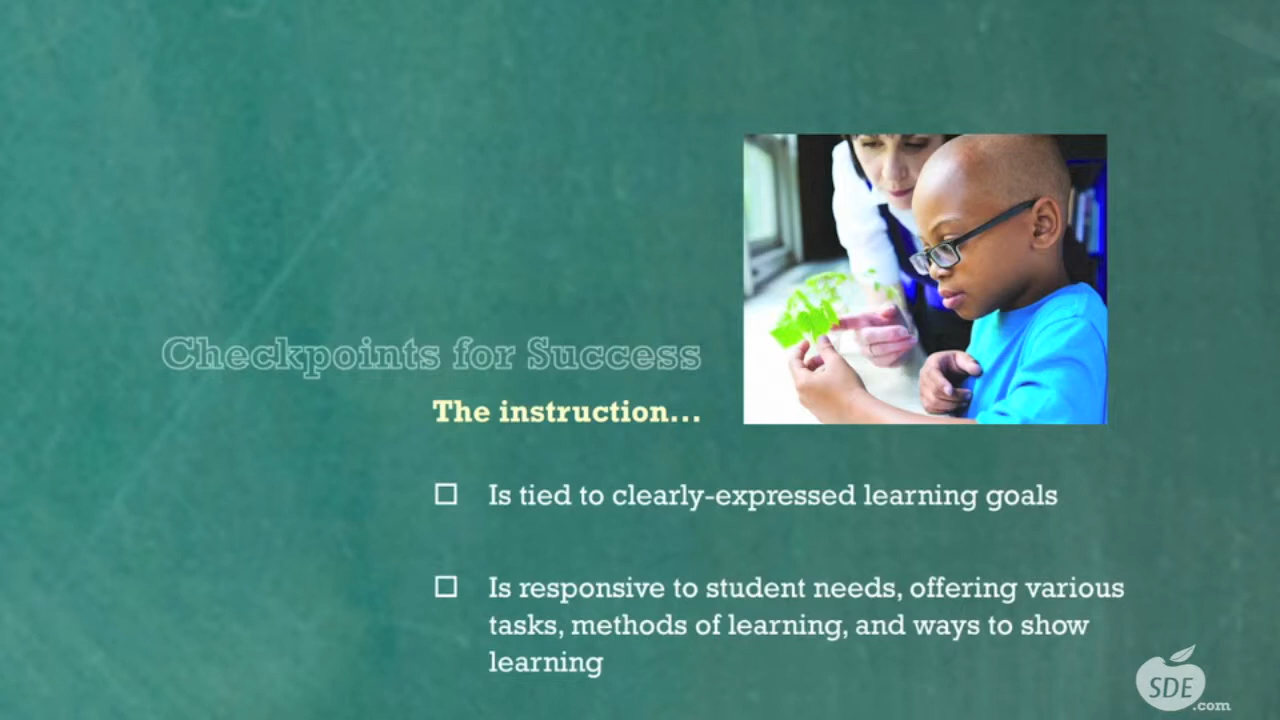 Checkpoints for Success
The instruction...
Is tied to clearly-expressed learning goals
Is responsive to student needs, offering various
tasks, methods of learning, and ways to show
learning
SDE
.com